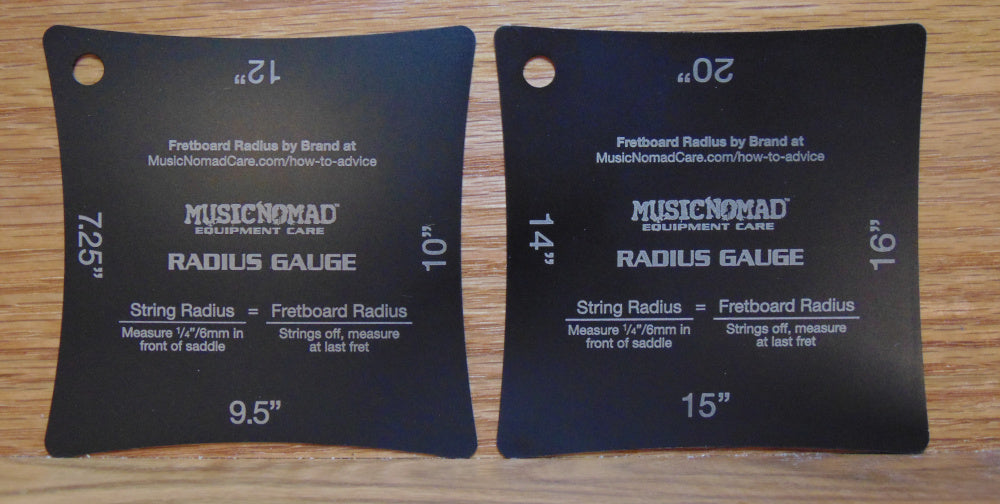 12”
Fretboard Radius by Brand at
MusicNomadCare.com/how-to-advice
7.25”
MUSICNOMAD™
EQUIPMENT CARE
10”
RADIUS GAUGE
String Radius = Fretboard Radius
Measure ¼”/6mm in
front of saddle
Strings off, measure
at last fret
9.5”
20”
Fretboard Radius by Brand at
MusicNomadCare.com/how-to-advice
14”
MUSICNOMAD™
EQUIPMENT CARE
16”
RADIUS GAUGE
String Radius = Fretboard Radius
Measure ¼”/6mm in
front of saddle
Strings off, measure
at last fret
15”